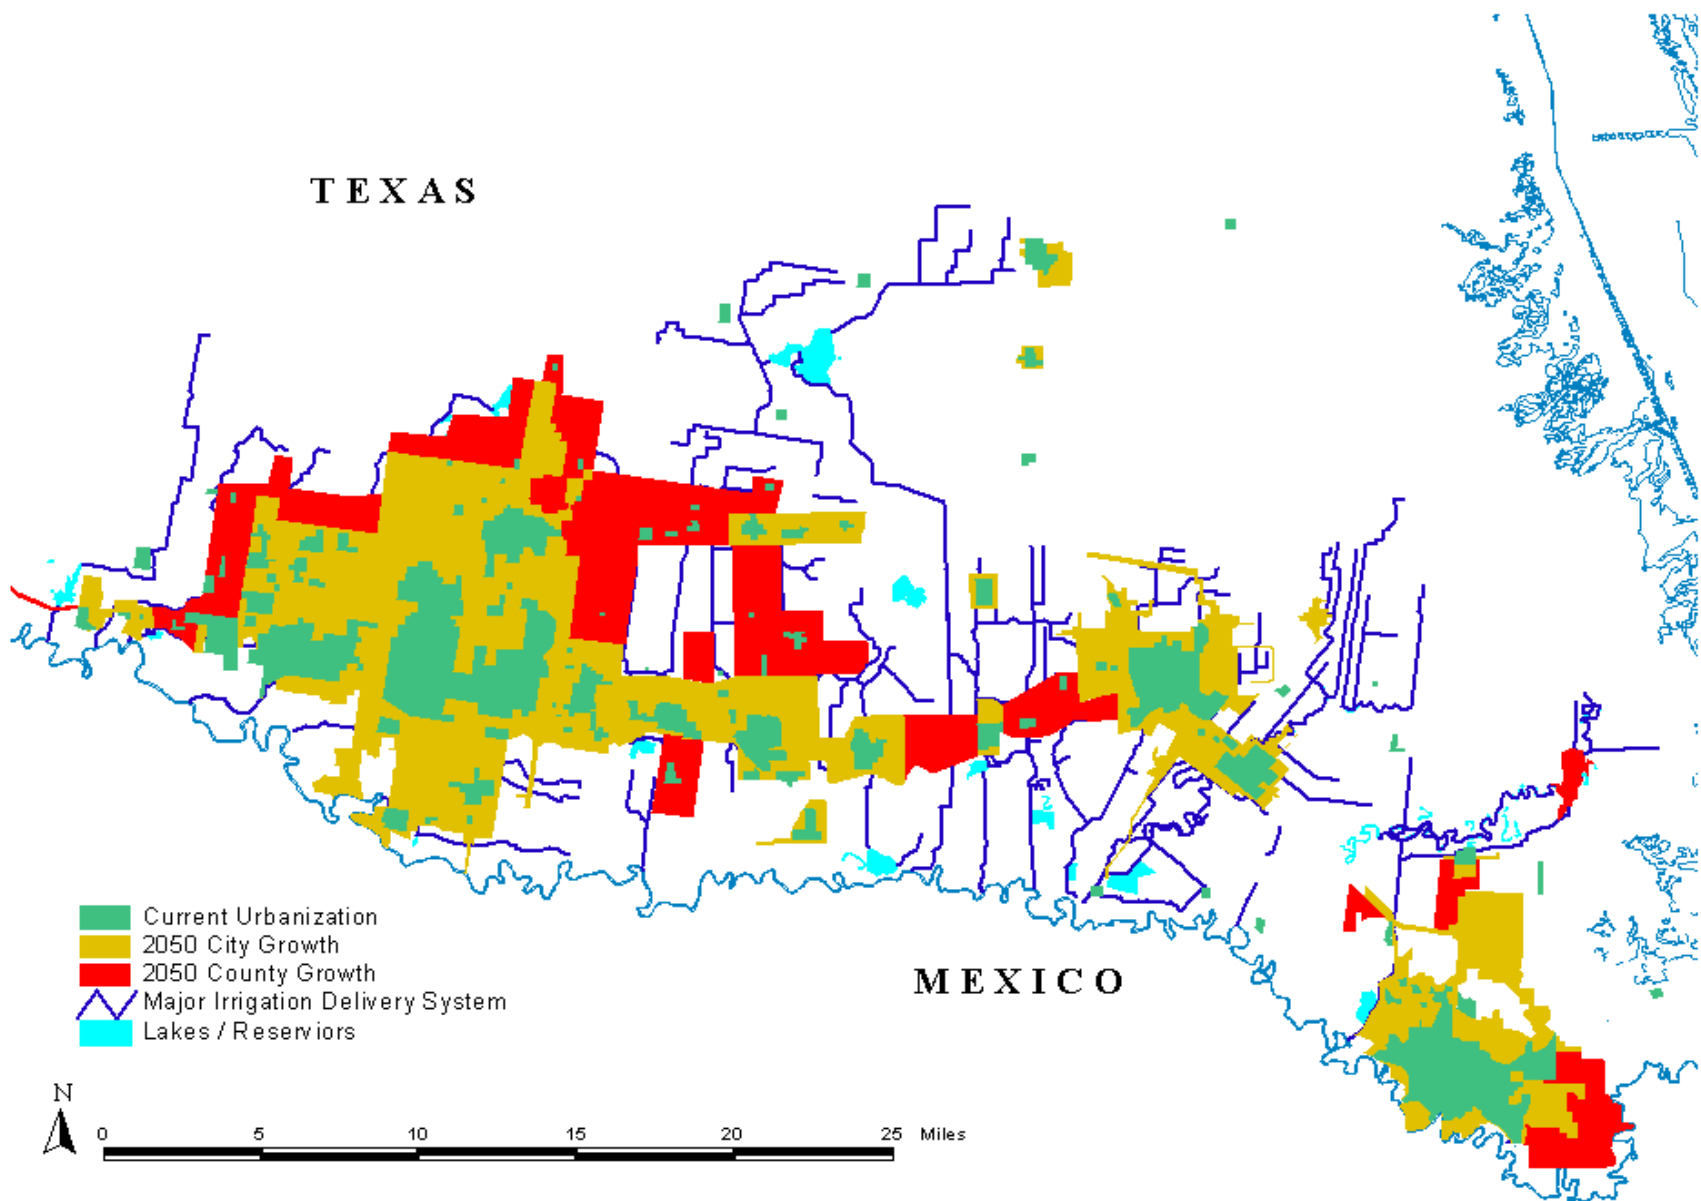 TEXAS
Current Urbanization
2050 City Growth
2050 County Growth
Major Irrigation Delivery System
Lakes / Reserviors
MEXICO
N
0 5 10 15 20 25 Miles